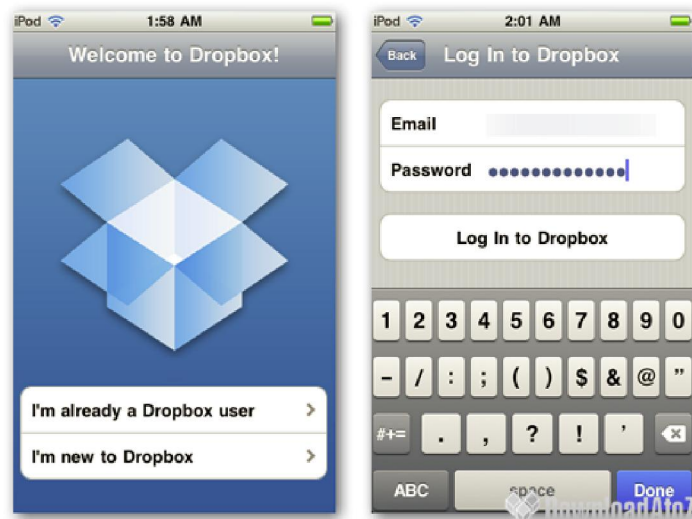 iPod 1:58 AM
Welcome to Dropbox!
I'm already a Dropbox user
I'm new to Dropbox
iPod 2:01 AM
Back Log In to Dropbox
Email
Password
Log In to Dropbox
1 2 3 4 5 6 7 8 9 0
- / : ; ( ) $ & @ "
#+= . , ? ! '
ABC space Done
DownloadAtoZ